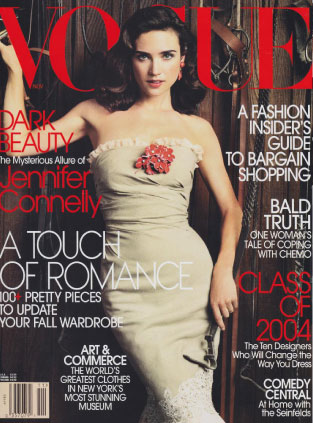 VOGUE
DARK
BEAUTY
The Mysterious Allure of
Jennifer
Connelly
A TOUCH
OF ROMANCE
100+ PRETTY PIECES
TO UPDATE
YOUR FALL WARDROBE
ART &
COMMERCE
THE WORLD'S
GREATEST CLOTHES
IN NEW YORK'S
MOST STUNNING
MUSEUM
A FASHION
INSIDER'S
GUIDE
TO BARGAIN
SHOPPING
BALD
TRUTH
ONE WOMAN'S
TALE OF COPING
WITH CHEMO
CLASS
OF
2004
The Ten Designers
Who Will Change the
Way You Dress
COMEDY
CENTRAL
At Home with
the Seinfelds